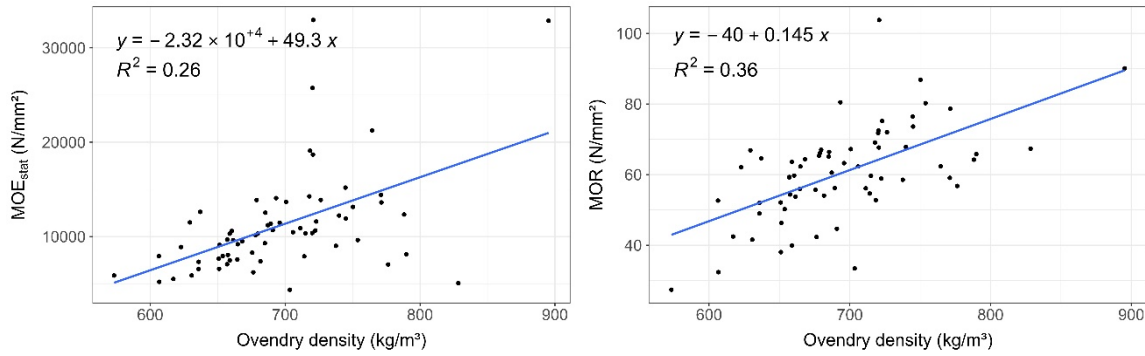 y = − 2.32 × 10⁺⁴ + 49.3 x
R² = 0.26
30000
20000
10000
MOEstat (N/mm²)
600 700 800 900
Ovendry density (kg/m³)
y = −40 + 0.145 x
R² = 0.36
100
80
60
40
MOR (N/mm²)
600 700 800 900
Ovendry density (kg/m³)